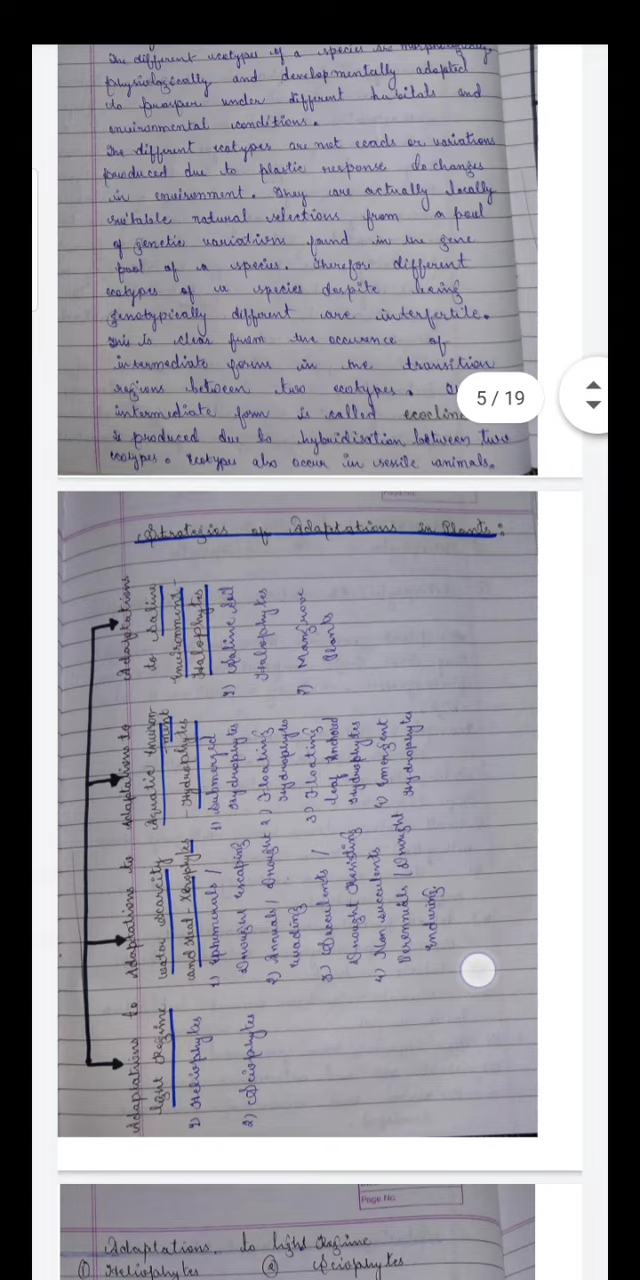 The different ecotypes of a species are morphologically,
physiologically and developmentally adapted
to prosper under different habitals and
environmental conditions.
The different ecotypes are not ecads or variations
produced due to plastic response to changes
in environment. They are actually locally
suitable natural selections from a pool
of genetic variations found in the gene
pool of a species. Therefor different
ecotypes of a species despite being
genotypically different are interfertile.
This is clear from the occurence of
intermediate forms in the transition
regions between two ecotypes.
intermediate form is called ecocline
is produced due to hybridisation between two
ecotypes. Ecotypes also occur in sessile animals.
5 / 19
Strategies of Adaptations in Plants:
Adaptations to
light Regime
1) Heliophytes
2) Sciophytes
Adaptations to
water scarcity
and Heat - Xerophytes
1) Ephimerals /
Drought Escaping
2) Annuals / Drought
Evading
3) Succulents /
Drought Resisting
4) Non succulents
Perennials / Drought
Enduring
Adaptations to
Aquatic Environ-
-ment
- Hydrophytes
1) Submerged
Hydrophytes
2) Floating
Hydrophytes
3) Floating
leaf Anchored
Hydrophytes
4) Emergent
Hydrophytes
Adaptations
to Saline
Environment -
Halophytes
1) Saline Soil
Halophytes
2) Mangrove
Plants
Page No.
Adaptations to light Regime
① Heliophytes ② Sciophytes